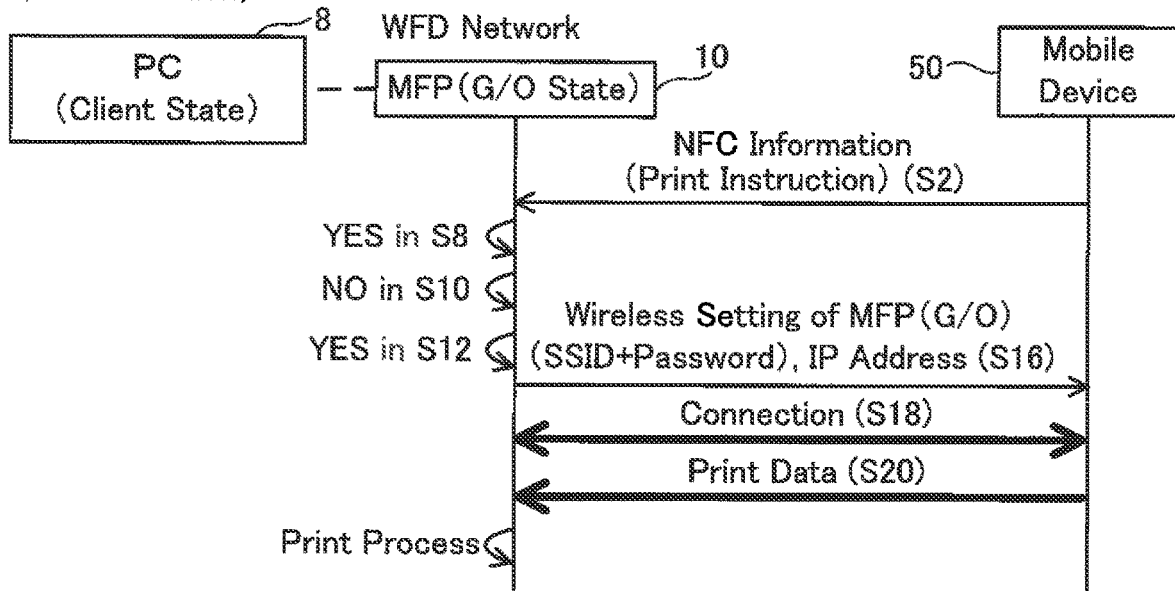 8
WFD Network
PC
(Client State)
MFP(G/O State)
10
50
Mobile
Device
NFC Information
(Print Instruction) (S2)
YES in S8
NO in S10
YES in S12
Wireless Setting of MFP(G/O)
(SSID+Password), IP Address (S16)
Connection (S18)
Print Data (S20)
Print Process